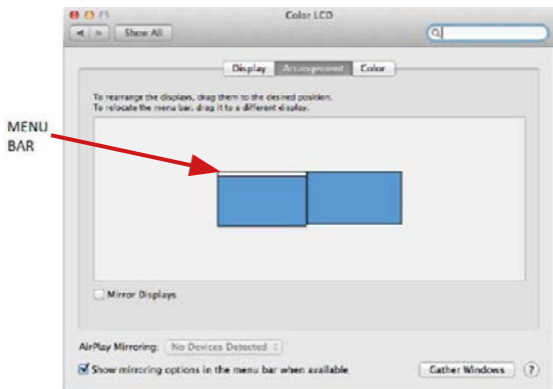 Color LCD
Show All
Display Arrangement Color
To rearrange the displays, drag them to the desired position.
To relocate the menu bar, drag it to a different display.
MENU
BAR
Mirror Displays
AirPlay Mirroring: No Devices Detected
Show mirroring options in the menu bar when available
Gather Windows ?